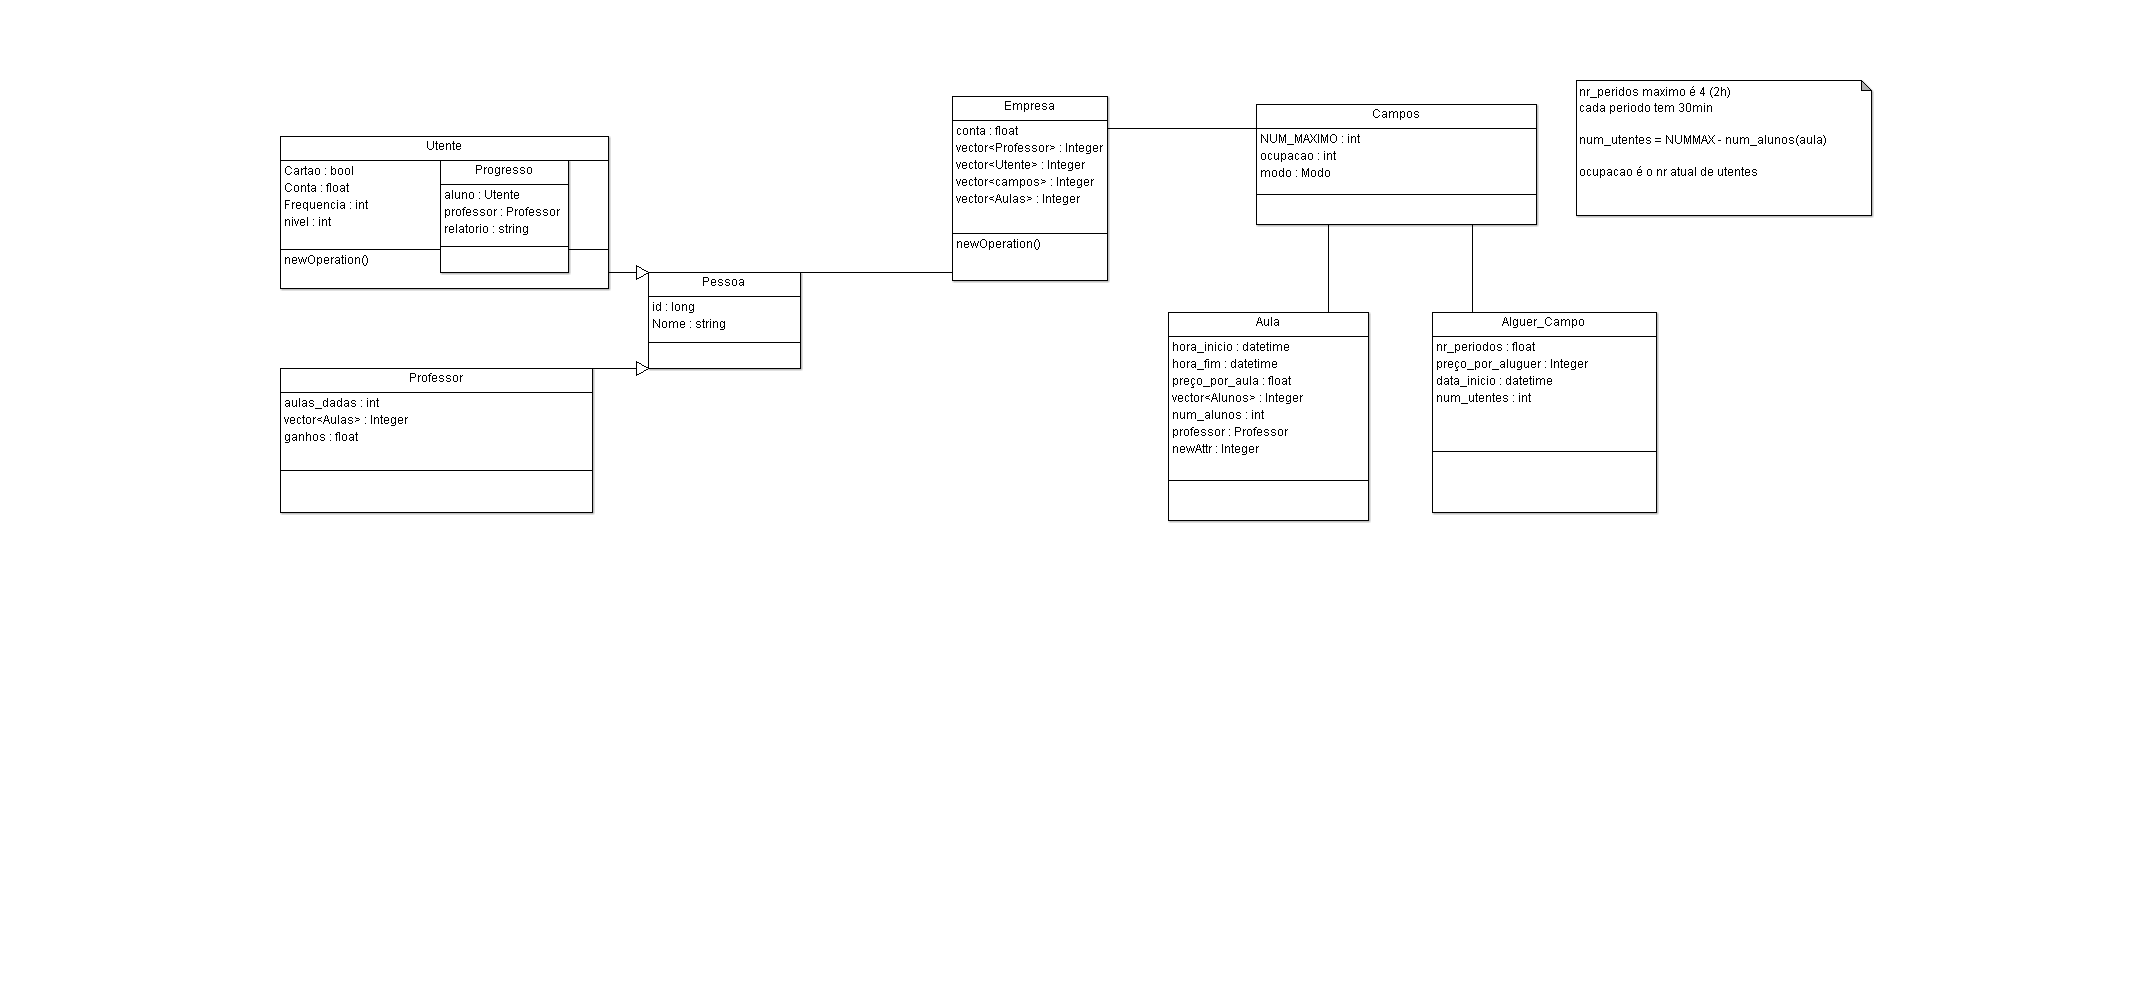 Utente
Cartao : bool
Conta : float
Frequencia : int
nivel : int
newOperation()
Progresso
aluno : Utente
professor : Professor
relatorio : string
Pessoa
id : long
Nome : string
Professor
aulas_dadas : int
vector<Aulas> : Integer
ganhos : float
Empresa
conta : float
vector<Professor> : Integer
vector<Utente> : Integer
vector<campos> : Integer
vector<Aulas> : Integer
newOperation()
Campos
NUM_MAXIMO : int
ocupacao : int
modo : Modo
Aula
hora_inicio : datetime
hora_fim : datetime
preço_por_aula : float
vector<Alunos> : Integer
num_alunos : int
professor : Professor
newAttr : Integer
Alguer_Campo
nr_periodos : float
preço_por_aluguer : Integer
data_inicio : datetime
num_utentes : int
nr_peridos maximo é 4 (2h)
cada periodo tem 30min
num_utentes = NUMMAX - num_alunos(aula)
ocupacao é o nr atual de utentes